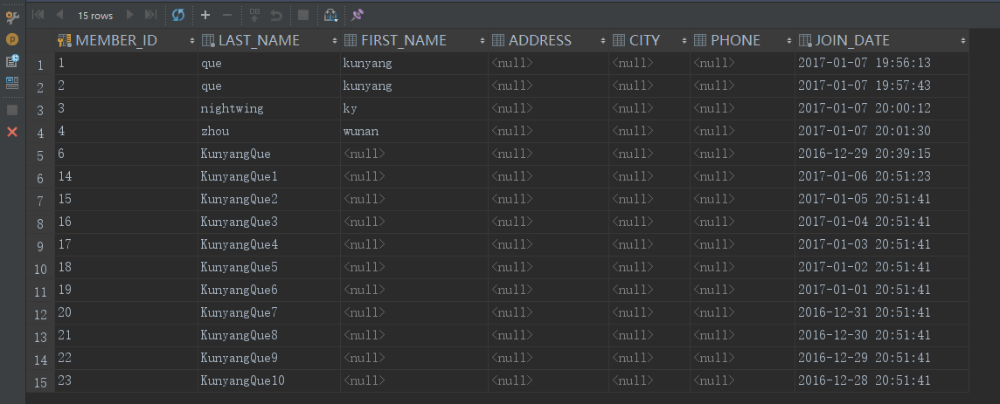 15 rows DB
MEMBER_ID LAST_NAME FIRST_NAME ADDRESS CITY PHONE JOIN_DATE
1 1 que kunyang <null> <null> <null> 2017-01-07 19:56:13
2 2 que kunyang <null> <null> <null> 2017-01-07 19:57:43
3 3 nightwing ky <null> <null> <null> 2017-01-07 20:00:12
4 4 zhou wunan <null> <null> <null> 2017-01-07 20:01:30
5 6 KunyangQue <null> <null> <null> <null> 2016-12-29 20:39:15
6 14 KunyangQue1 <null> <null> <null> <null> 2017-01-06 20:51:23
7 15 KunyangQue2 <null> <null> <null> <null> 2017-01-05 20:51:41
8 16 KunyangQue3 <null> <null> <null> <null> 2017-01-04 20:51:41
9 17 KunyangQue4 <null> <null> <null> <null> 2017-01-03 20:51:41
10 18 KunyangQue5 <null> <null> <null> <null> 2017-01-02 20:51:41
11 19 KunyangQue6 <null> <null> <null> <null> 2017-01-01 20:51:41
12 20 KunyangQue7 <null> <null> <null> <null> 2016-12-31 20:51:41
13 21 KunyangQue8 <null> <null> <null> <null> 2016-12-30 20:51:41
14 22 KunyangQue9 <null> <null> <null> <null> 2016-12-29 20:51:41
15 23 KunyangQue10 <null> <null> <null> <null> 2016-12-28 20:51:41